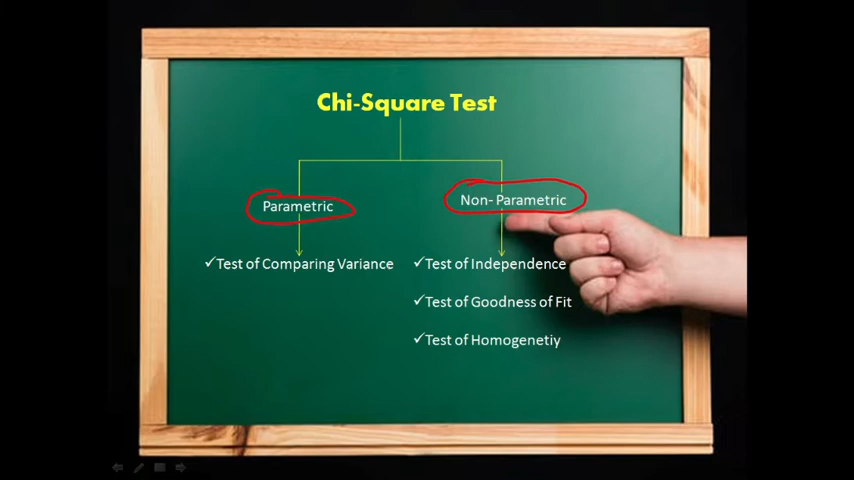 Chi-Square Test
Parametric
Non- Parametric
✓Test of Comparing Variance
✓Test of Independence
✓Test of Goodness of Fit
✓Test of Homogenetiy